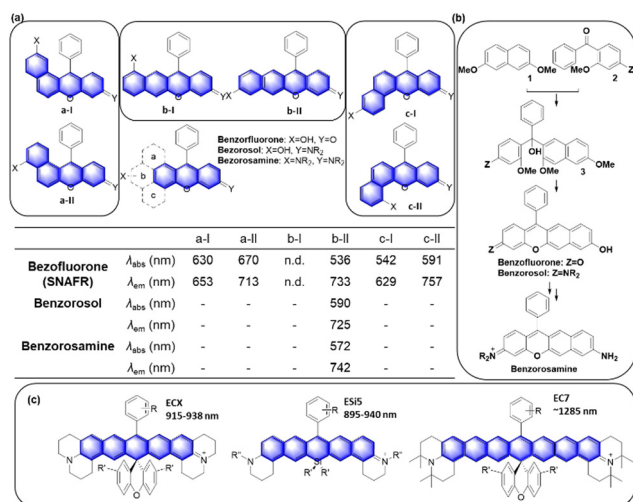 (a)
X
O
Y
a-I
X
O
Y
a-II
X
O
Y
b-I
X
O
Y
b-II
X
a
b
c
O
Y
Benzorfluorone: X=OH, Y=O
Bezorosol: X=OH, Y=NR2
Bezorosamine: X=NR2, Y=NR2
O
Y
X
c-I
O
Y
X
c-II
a-I a-II b-I b-II c-I c-II
Bezofluorone (SNAFR) λabs (nm) 630 670 n.d. 536 542 591
λem (nm) 653 713 n.d. 733 629 757
Benzorosol λabs (nm) - - - 590 - -
λem (nm) 725
Benzorosamine λabs (nm) - - - 572 - -
λem (nm) - - - 742 - -
(b)
MeO OMe
1
O
MeO Z
2
OH
Z OMe OMe OMe
3
Z O OH
Benzofluorone: Z=O
Benzorosol: Z=NR2
R2N + O NH2
Benzorosamine
(c)
ECX
915-938 nm
R
N N+
R' R'
O
ESi5
895-940 nm
R
R" N Si N+ R"
R' R'
EC7
~1285 nm
R
N N+
R' R'
O